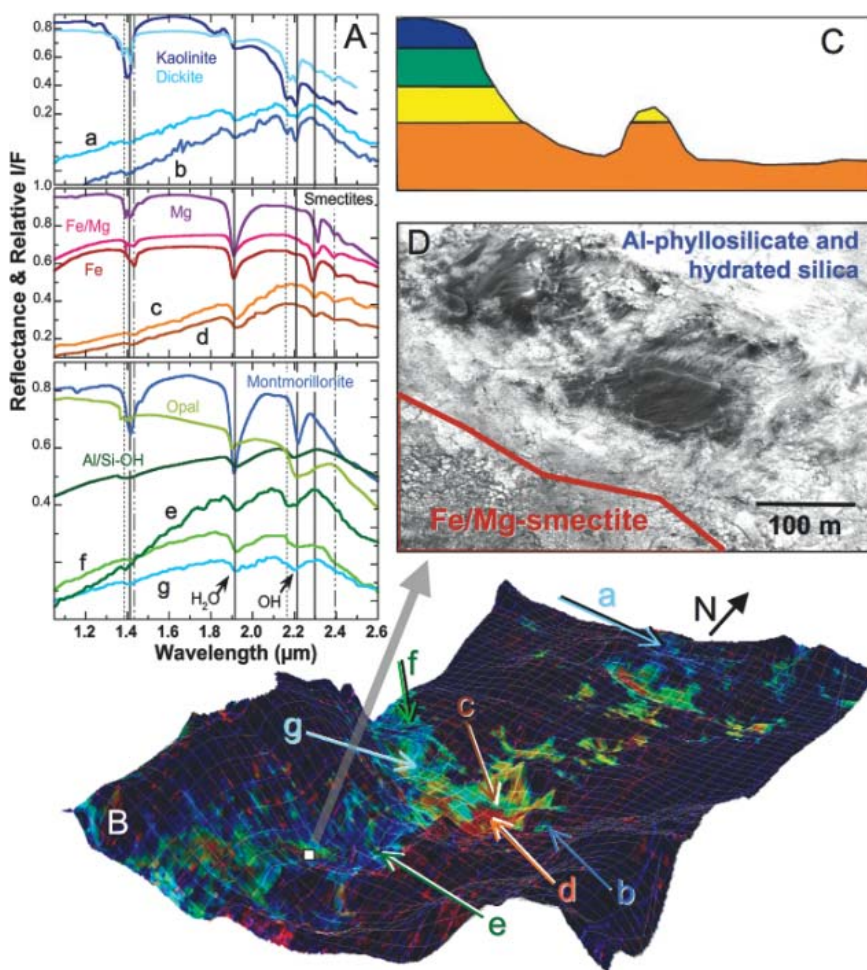 A
Kaolinite
Dickite
0.8
0.6
0.4
0.2
a
b
1.0
Smectites
Mg
Fe/Mg
Fe
0.8
0.6
0.4
0.2
c
d
Montmorillonite
Opal
Al/Si-OH
0.8
0.6
0.4
e
f
g
H2O
OH
1.2 1.4 1.6 1.8 2.0 2.2 2.4 2.6
Wavelength (µm)
Reflectance & Relative I/F
C
D
Al-phyllosilicate and
hydrated silica
Fe/Mg-smectite
100 m
B
N
a
f
c
g
e
d
b